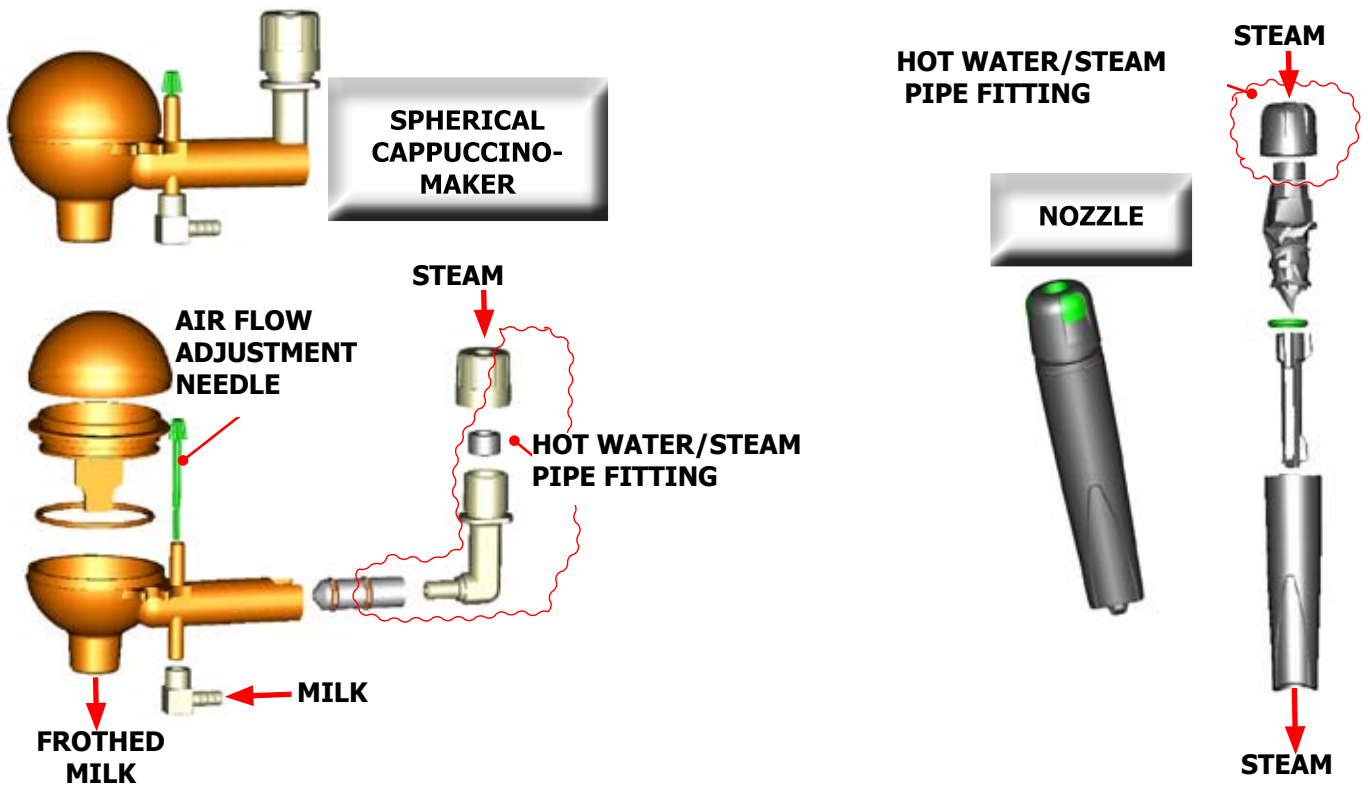 SPHERICAL
CAPPUCCINO-
MAKER
STEAM
AIR FLOW
ADJUSTMENT
NEEDLE
HOT WATER/STEAM
PIPE FITTING
MILK
FROTHED
MILK
STEAM
HOT WATER/STEAM
PIPE FITTING
NOZZLE
STEAM